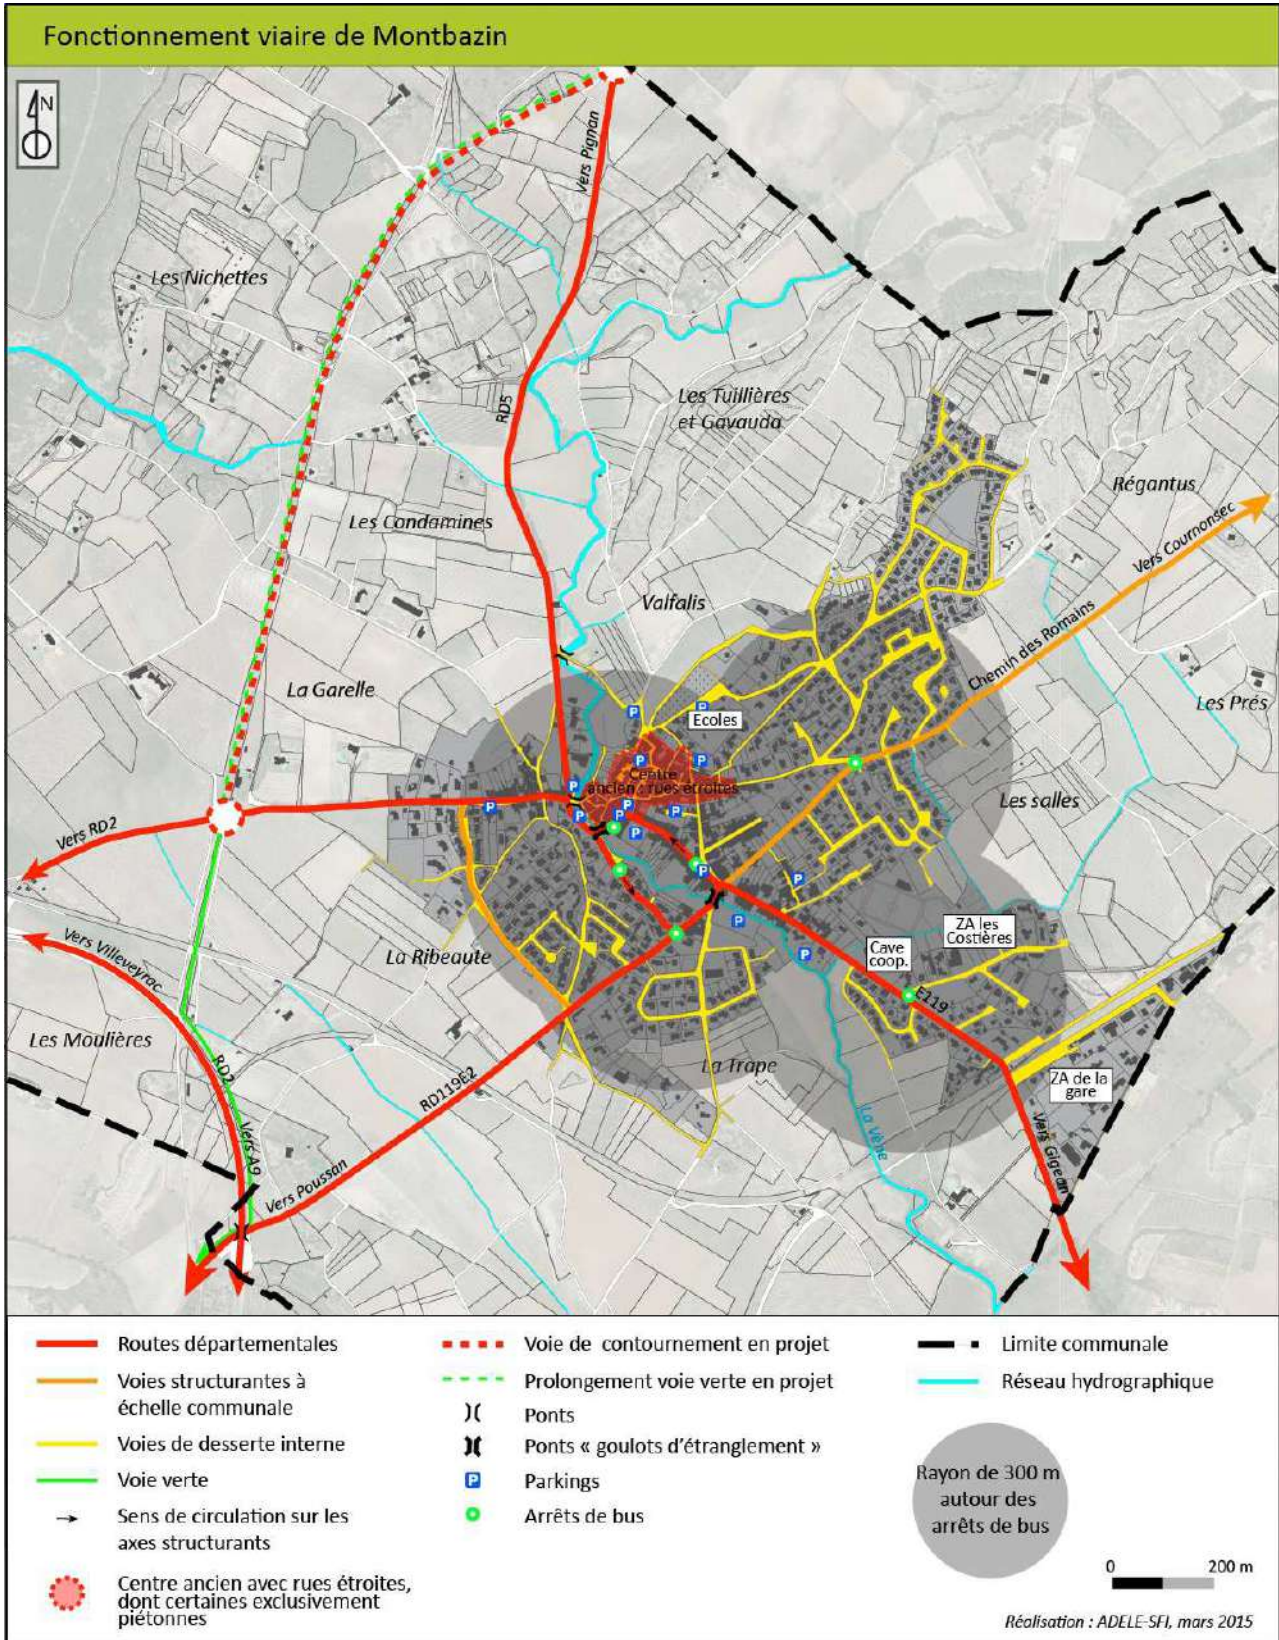 Fonctionnement viaire de Montbazin
N
Vers Pignan
Les Nichettes
RD5
Les Tuillières
et Gavauda
Régantus
Les Condamines
Vers Cournonsec
Valfalis
Chemin des Romains
La Garelle
Les Prés
P
P
Ecoles
P
P
P
Centre
ancien : rues étroites
Les salles
P
P
P
P
P
P
Vers RD2
P
P
ZA les
Costières
P
Cave
coop.
P
Vers Villeveyrac
La Ribeaute
E119
Les Moulières
RD2
La Trape
ZA de la
gare
RD119E2
Vers A9
La Vène
Vers Gigean
Vers Poussan
Routes départementales
Voies structurantes à
échelle communale
Voies de desserte interne
Voie verte
Sens de circulation sur les
axes structurants
Centre ancien avec rues étroites,
dont certaines exclusivement
piétonnes
Voie de contournement en projet
Prolongement voie verte en projet
Ponts
Ponts « goulots d'étranglement »
P Parkings
Arrêts de bus
Limite communale
Réseau hydrographique
Rayon de 300 m
autour des
arrêts de bus
0 200 m
Réalisation : ADELE-SFI, mars 2015